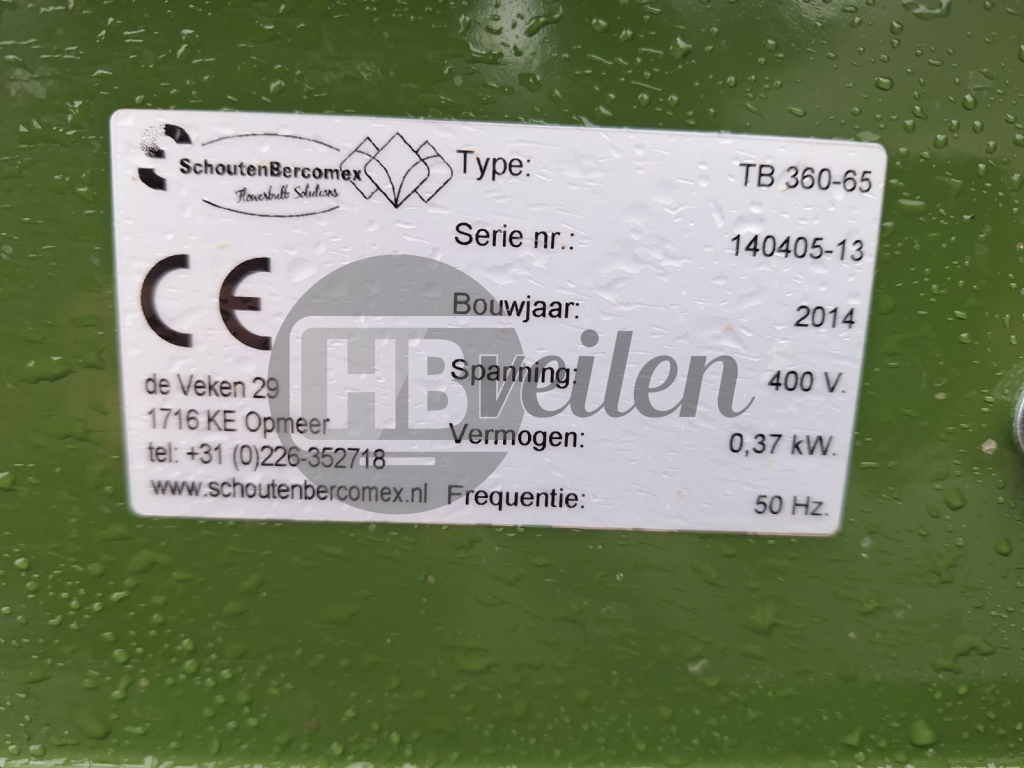 SchoutenBercomex
Flowerbulb Solutions
CE
de Veken 29
1716 KE Opmeer
tel: +31 (0)226-352718
www.schoutenbercomex.nl
Type: TB 360-65
Serie nr.: 140405-13
Bouwjaar: 2014
Spanning: 400 V.
Vermogen: 0,37 kW.
Frequentie: 50 Hz.
HBveilen